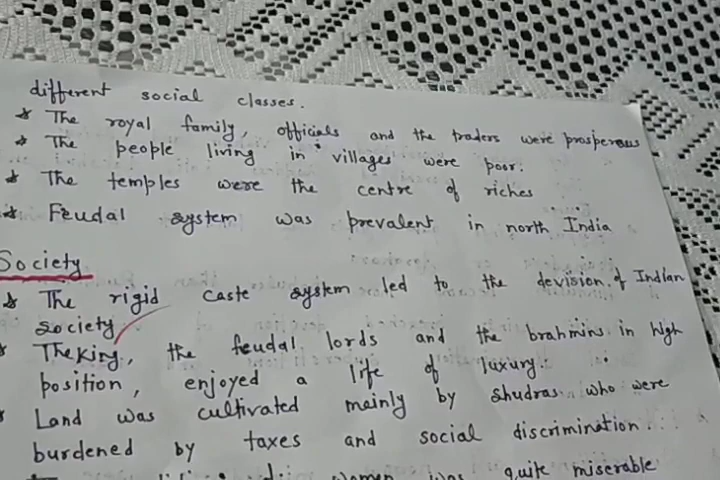 different social classes.
* The royal family, officials and the traders were prosperous
* The people living in villages were poor.
* The temples were the centre of riches
* Feudal system was prevalent in north India
Society
* The rigid caste system led to the devision of Indian
society
* The king, the feudal lords and the brahmins in high
position, enjoyed a life of luxury.
* Land was cultivated mainly by shudras who were
burdened by taxes and social discrimination.
women was quite miserable